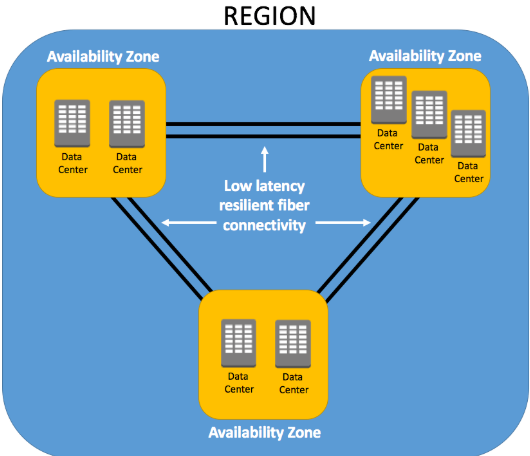 REGION
Availability Zone
Availability Zone
Data
Center
Data
Center
Data
Center
Data
Center
Data
Center
Low latency
resilient fiber
connectivity
Data
Center
Data
Center
Availability Zone